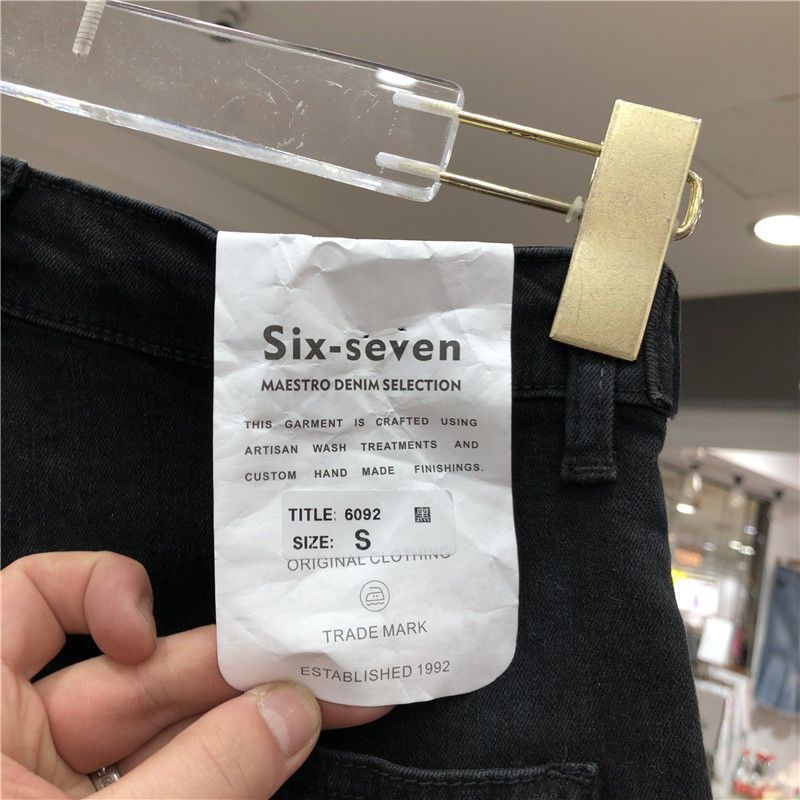 Six-seven
MAESTRO DENIM SELECTION
THIS GARMENT IS CRAFTED USING
ARTISAN WASH TREATMENTS AND
CUSTOM HAND MADE FINISHINGS.
TITLE: 6092 黑
SIZE: S
ORIGINAL CLOTHING
TRADE MARK
ESTABLISHED 1992